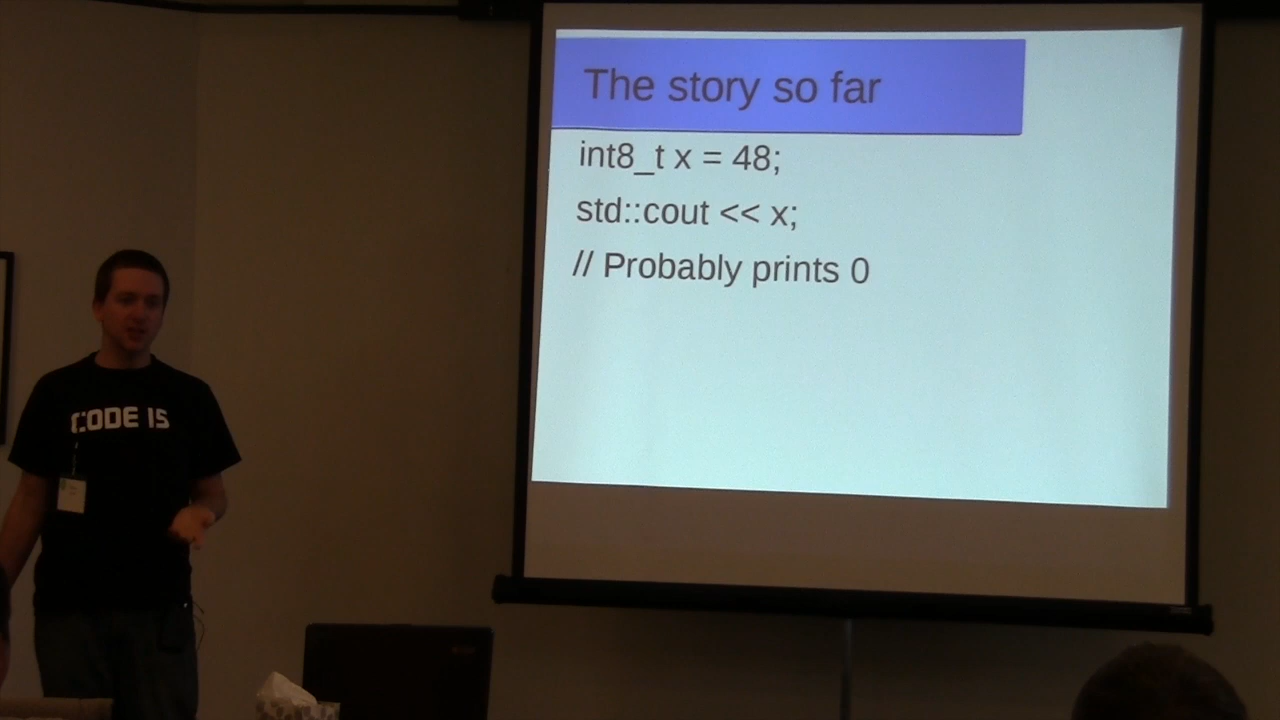 The story so far
int8_t x = 48;
std::cout << x;
// Probably prints 0
CODE IS